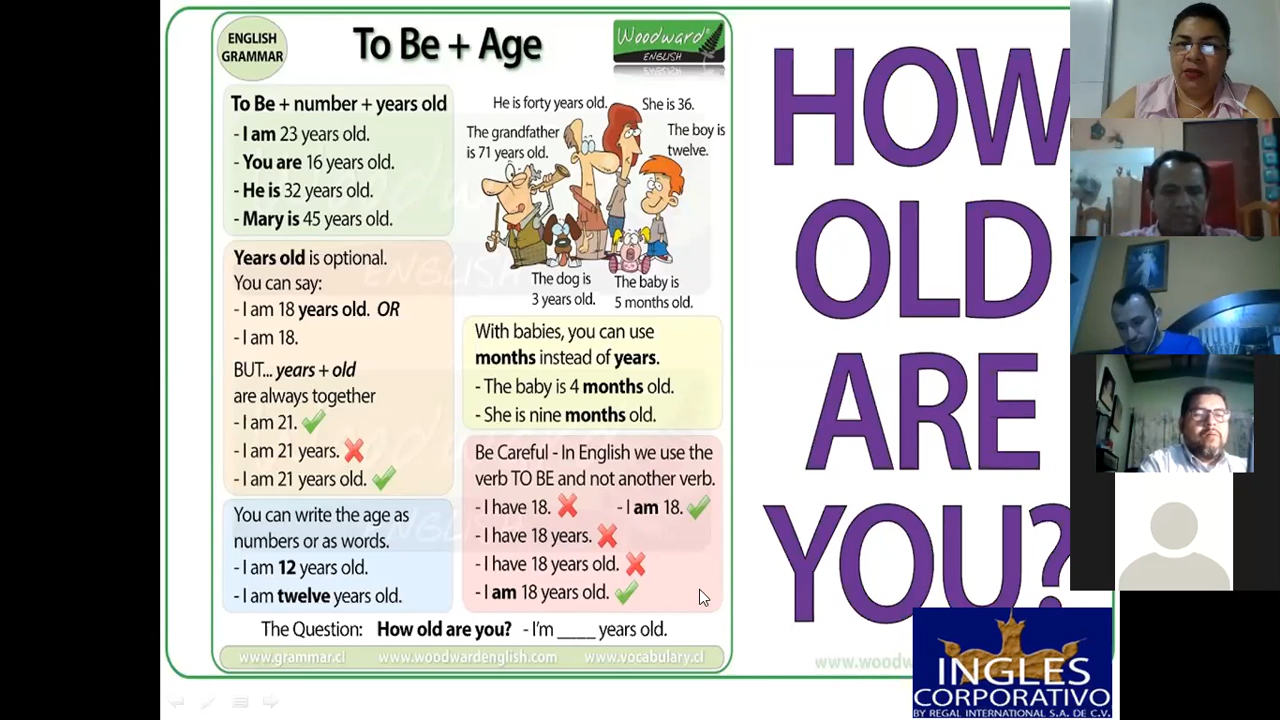 ENGLISH
GRAMMAR
To Be + Age
Woodward®
ENGLISH
To Be + number + years old
- I am 23 years old.
- You are 16 years old.
- He is 32 years old.
- Mary is 45 years old.
Years old is optional.
You can say:
- I am 18 years old. OR
- I am 18.
BUT... years + old
are always together
- I am 21.
- I am 21 years.
- I am 21 years old.
You can write the age as
numbers or as words.
- I am 12 years old.
- I am twelve years old.
He is forty years old.
She is 36.
The grandfather
is 71 years old.
The boy is
twelve.
The dog is
3 years old.
The baby is
5 months old.
With babies, you can use
months instead of years.
- The baby is 4 months old.
- She is nine months old.
Be Careful - In English we use the
verb TO BE and not another verb.
- I have 18. - I am 18.
- I have 18 years.
- I have 18 years old.
- I am 18 years old.
The Question: How old are you? - I'm ____ years old.
www.grammar.cl www.woodwardenglish.com www.vocabulary.cl
HOW
OLD
ARE
YOU?
www.woodw
INGLES
CORPORATIVO
BY REGAL INTERNATIONAL S.A. DE C.V.